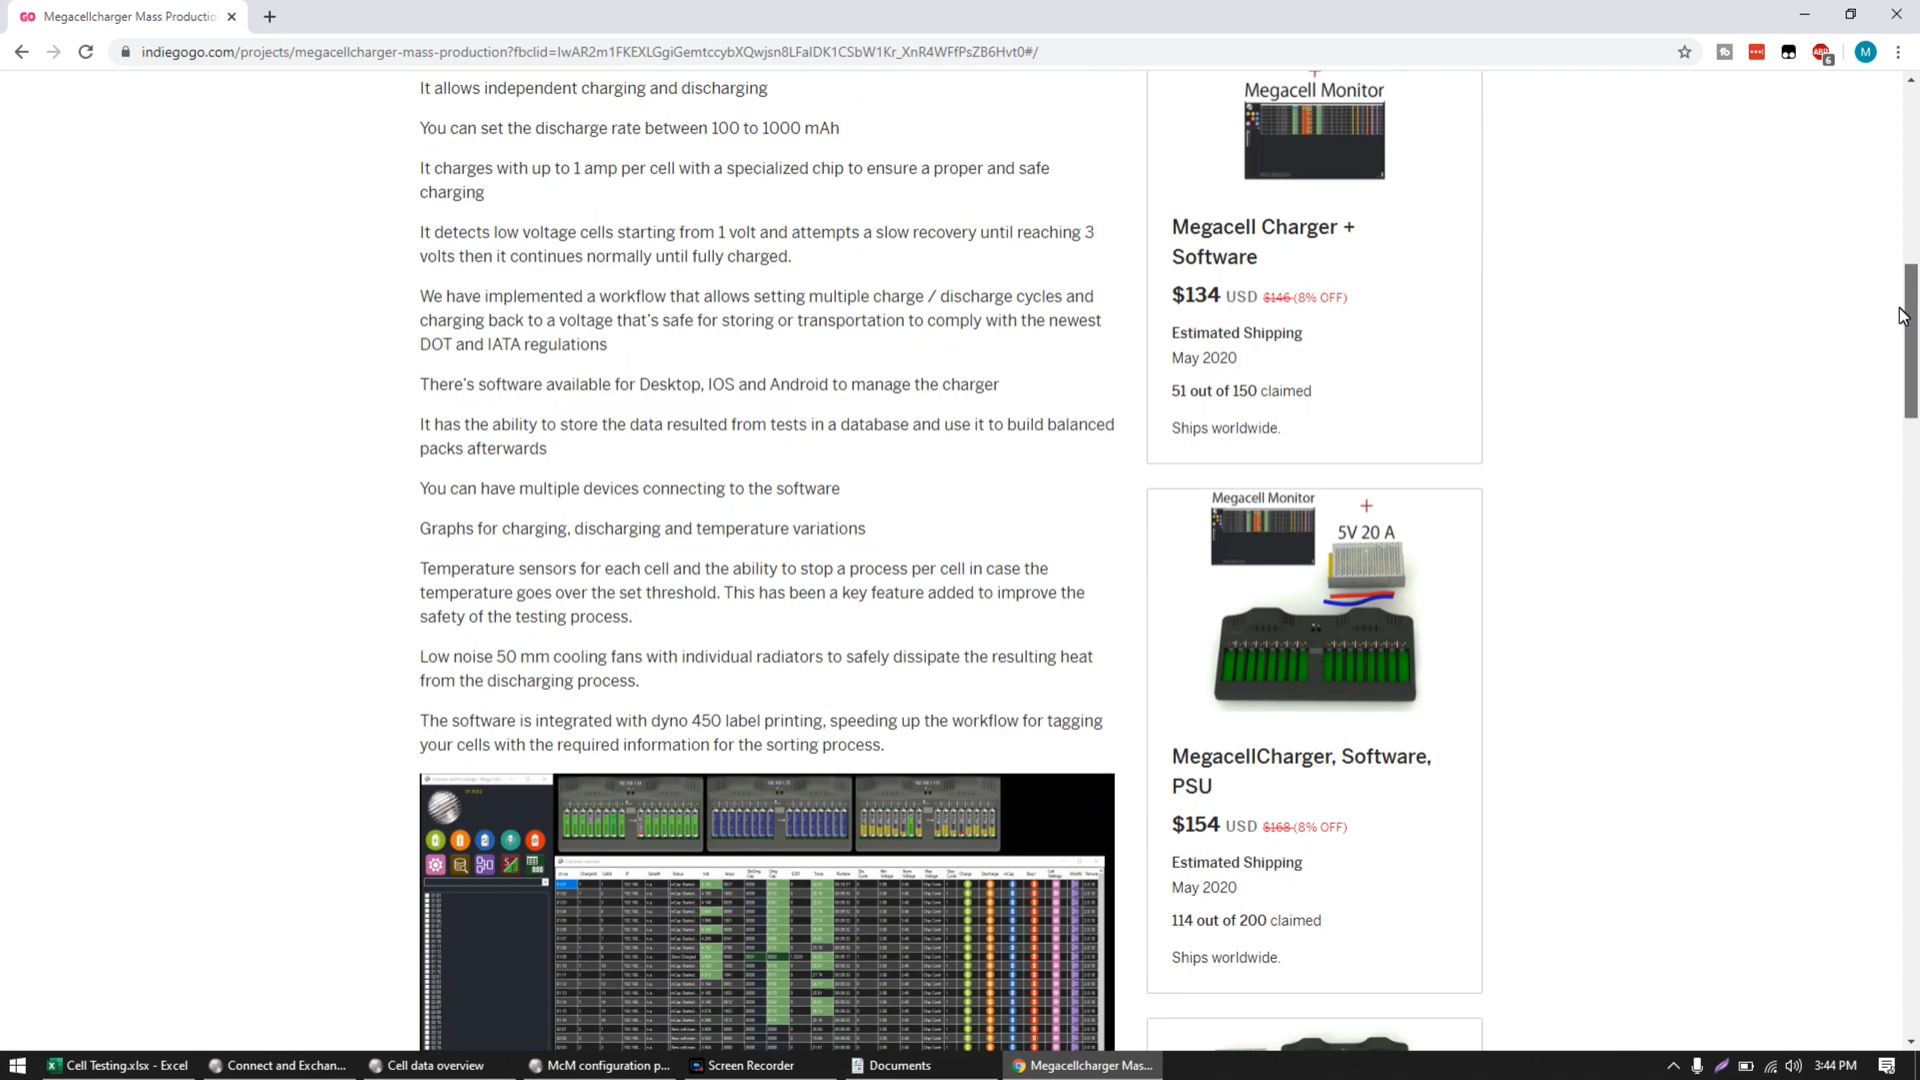 Megacellcharger Mass Productio
indiegogo.com/projects/megacellcharger-mass-production?fbclid=IwAR2m1FKEXLGgiGemtccybXQwjsn8LFaIDK1CSbW1Kr_XnR4WFfPsZB6Hvt0#/
It allows independent charging and discharging
You can set the discharge rate between 100 to 1000 mAh
It charges with up to 1 amp per cell with a specialized chip to ensure a proper and safe
charging
It detects low voltage cells starting from 1 volt and attempts a slow recovery until reaching 3
volts then it continues normally until fully charged.
We have implemented a workflow that allows setting multiple charge / discharge cycles and
charging back to a voltage that's safe for storing or transportation to comply with the newest
DOT and IATA regulations
There's software available for Desktop, IOS and Android to manage the charger
It has the ability to store the data resulted from tests in a database and use it to build balanced
packs afterwards
You can have multiple devices connecting to the software
Graphs for charging, discharging and temperature variations
Temperature sensors for each cell and the ability to stop a process per cell in case the
temperature goes over the set threshold. This has been a key feature added to improve the
safety of the testing process.
Low noise 50 mm cooling fans with individual radiators to safely dissipate the resulting heat
from the discharging process.
The software is integrated with dyno 450 label printing, speeding up the workflow for tagging
your cells with the required information for the sorting process.
Megacell Monitor
Megacell Charger +
Software
$134 USD $146 (8% OFF)
Estimated Shipping
May 2020
51 out of 150 claimed
Ships worldwide.
Megacell Monitor
+
5V 20 A
MegacellCharger, Software,
PSU
$154 USD $168 (8% OFF)
Estimated Shipping
May 2020
114 out of 200 claimed
Ships worldwide.
Cell Testing.xlsx - Excel
Connect and Exchan...
Cell data overview
McM configuration p...
Screen Recorder
Documents
Megacellcharger Mas...
3:44 PM